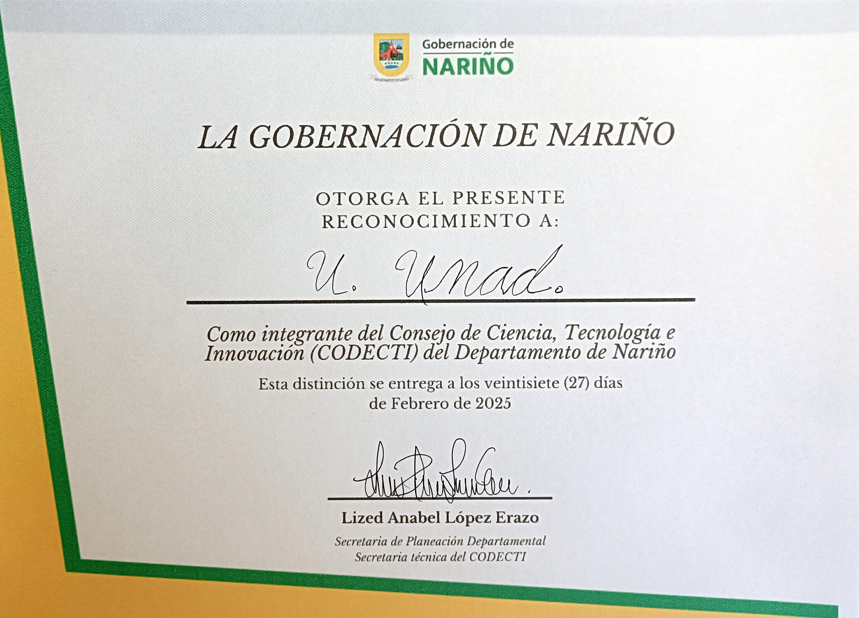 Gobernación de
NARIÑO
LA GOBERNACIÓN DE NARIÑO
OTORGA EL PRESENTE
RECONOCIMIENTO A:
U. Unad.
Como integrante del Consejo de Ciencia, Tecnología e
Innovación (CODECTI) del Departamento de Nariño
Esta distinción se entrega a los veintisiete (27) días
de Febrero de 2025
Lized Anabel López Erazo
Secretaria de Planeación Departamental
Secretaria técnica del CODECTI